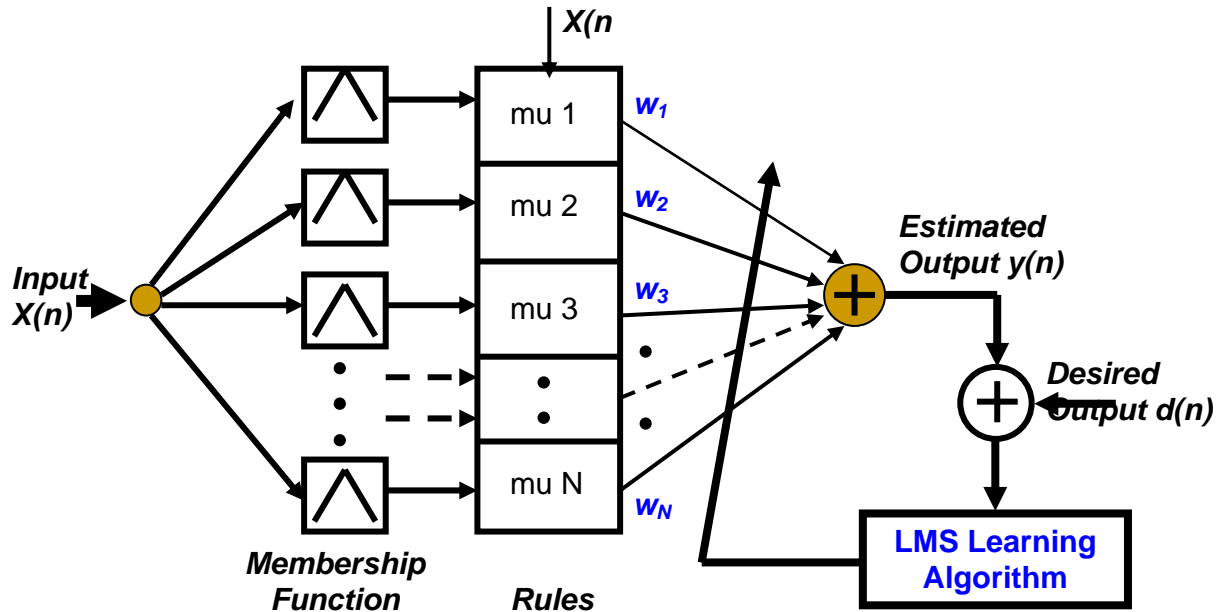 X(n
mu 1
w1
mu 2
w2
Estimated
Output y(n)
Input
X(n)
mu 3
w3
+
Desired
Output d(n)
+
mu N
wN
LMS Learning
Algorithm
Membership
Function
Rules